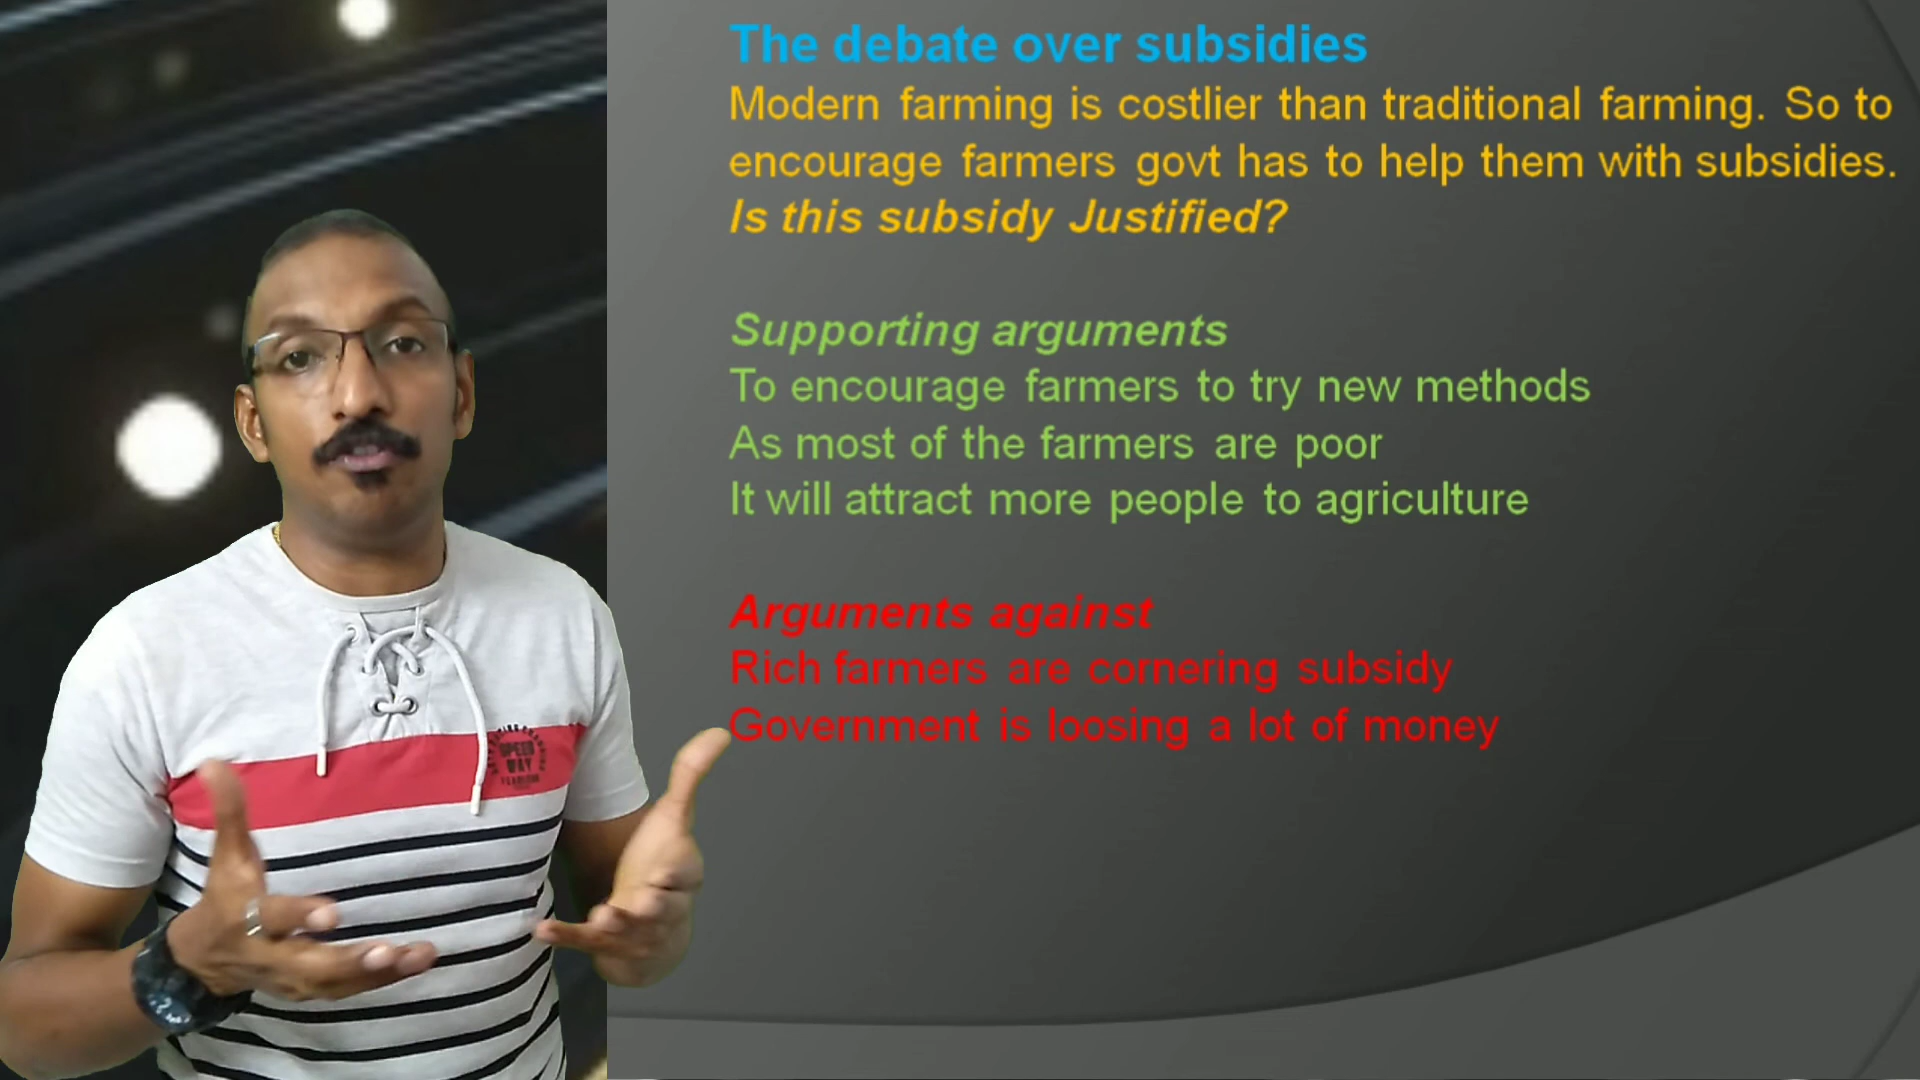 The debate over subsidies
Modern farming is costlier than traditional farming. So to
encourage farmers govt has to help them with subsidies.
Is this subsidy Justified?
Supporting arguments
To encourage farmers to try new methods
As most of the farmers are poor
It will attract more people to agriculture
Arguments against
Rich farmers are cornering subsidy
Government is loosing a lot of money
SPEED
WAY